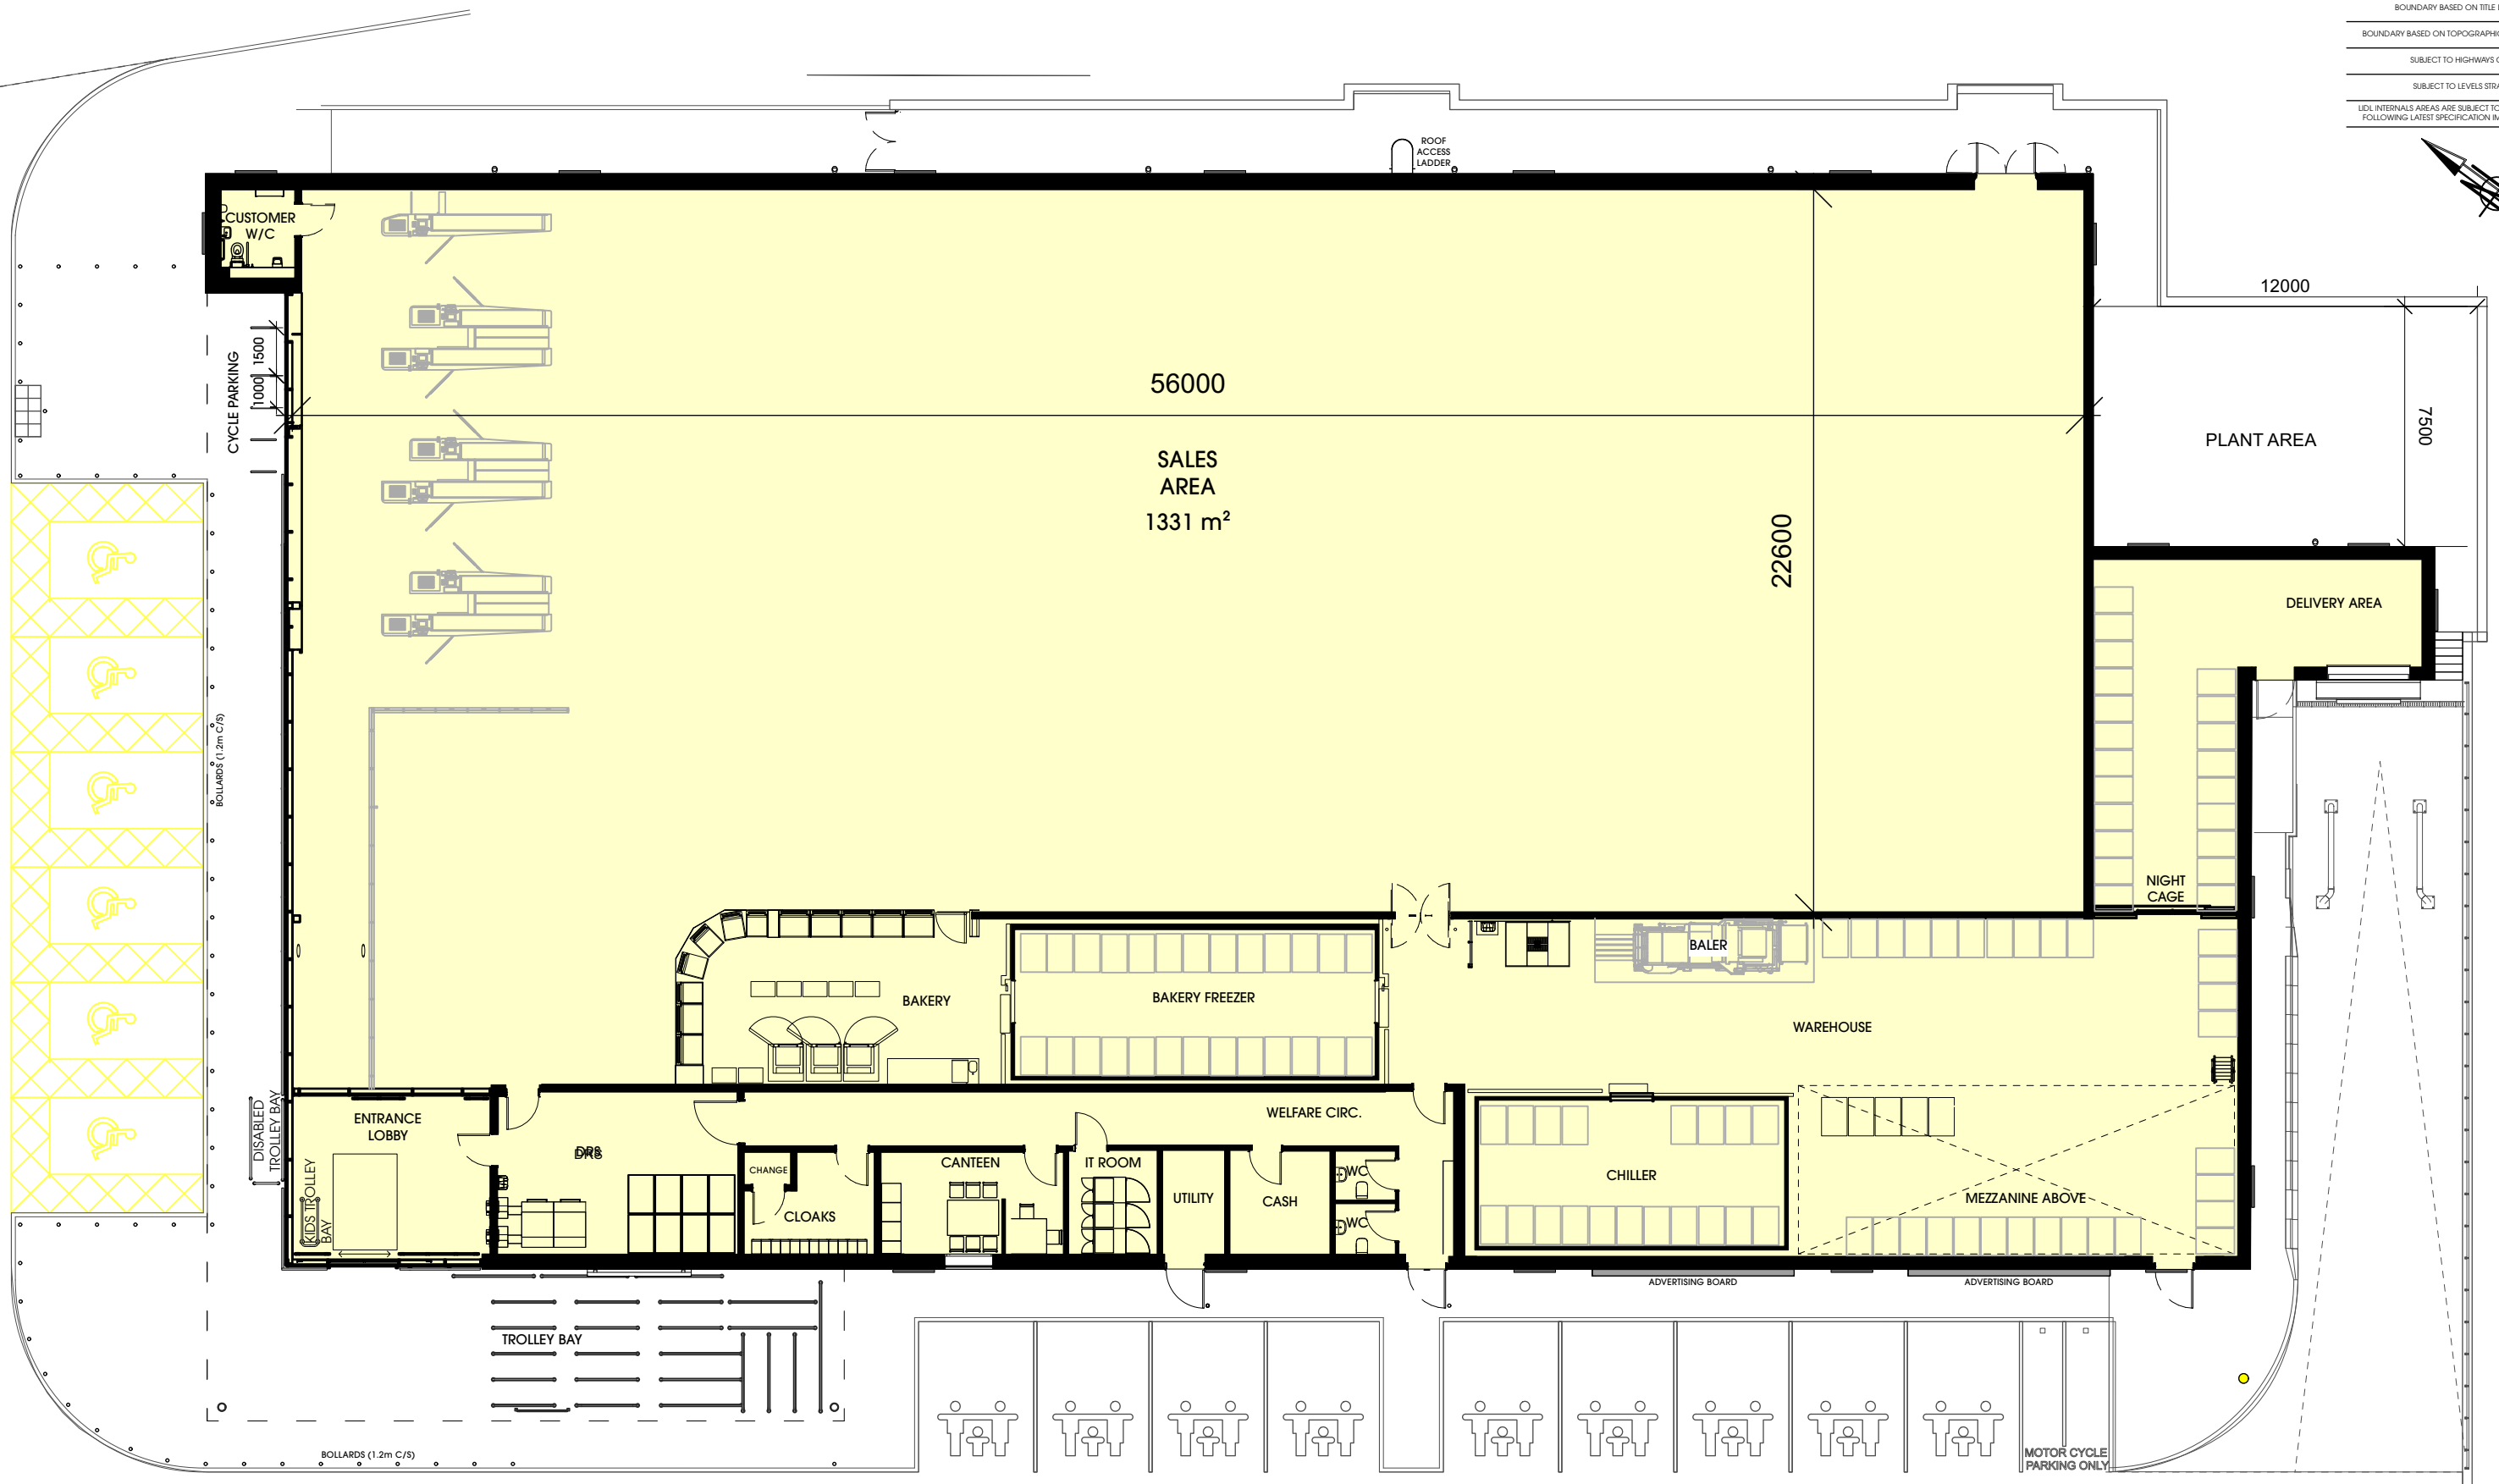 BOUNDARY BASED ON TITLE
BOUNDARY BASED ON TOPOGRAPHIC
SUBJECT TO HIGHWAYS
SUBJECT TO LEVELS
LIDL INTERNALS AREAS ARE SUBJECT TO
FOLLOWING LATEST SPECIFICATION
ROOF
ACCESS
LADDER
CUSTOMER
W/C
12000
CYCLE PARKING
1500
1000
56000
7500
PLANT AREA
SALES
AREA
1331 m²
22600
DELIVERY AREA
BOLLARDS (1.2m C/S)
NIGHT
CAGE
BALER
BAKERY
BAKERY FREEZER
WAREHOUSE
DISABLED
TROLLEY BAY
ENTRANCE
LOBBY
WELFARE CIRC.
DRS
DRS
KIDS TROLLEY
BAY
CHANGE
CANTEEN
IT ROOM
WC
CHILLER
UTILITY
CASH
MEZZANINE ABOVE
CLOAKS
WC
ADVERTISING BOARD
ADVERTISING BOARD
TROLLEY BAY
BOLLARDS (1.2m C/S)
MOTOR CYCLE
PARKING ONLY